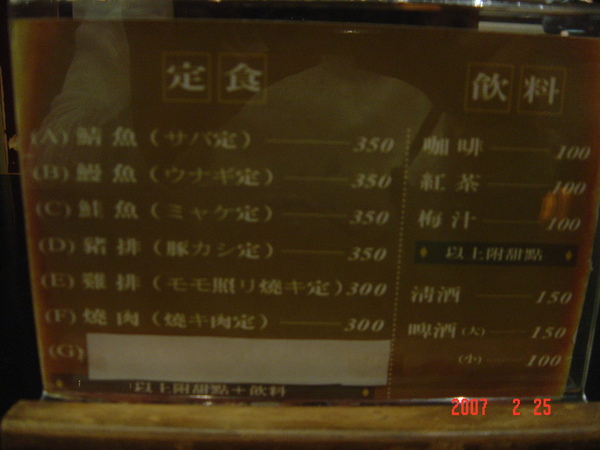 定食
(A) 鯖魚（サバ定）——350
(B) 鰻魚（ウナギ定）——350
(C) 鮭魚（ミャケ定）——350
(D) 豬排（豚カシ定）——350
(E) 雞排（モモ照リ燒キ定）300
(F) 燒肉（燒キ肉定）——300
(G)
以上附甜點＋飲料
飲料
咖啡——100
紅茶——100
梅汁——100
以上附甜點
清酒——150
啤酒（大）——150
（小）——100
2007 2 25